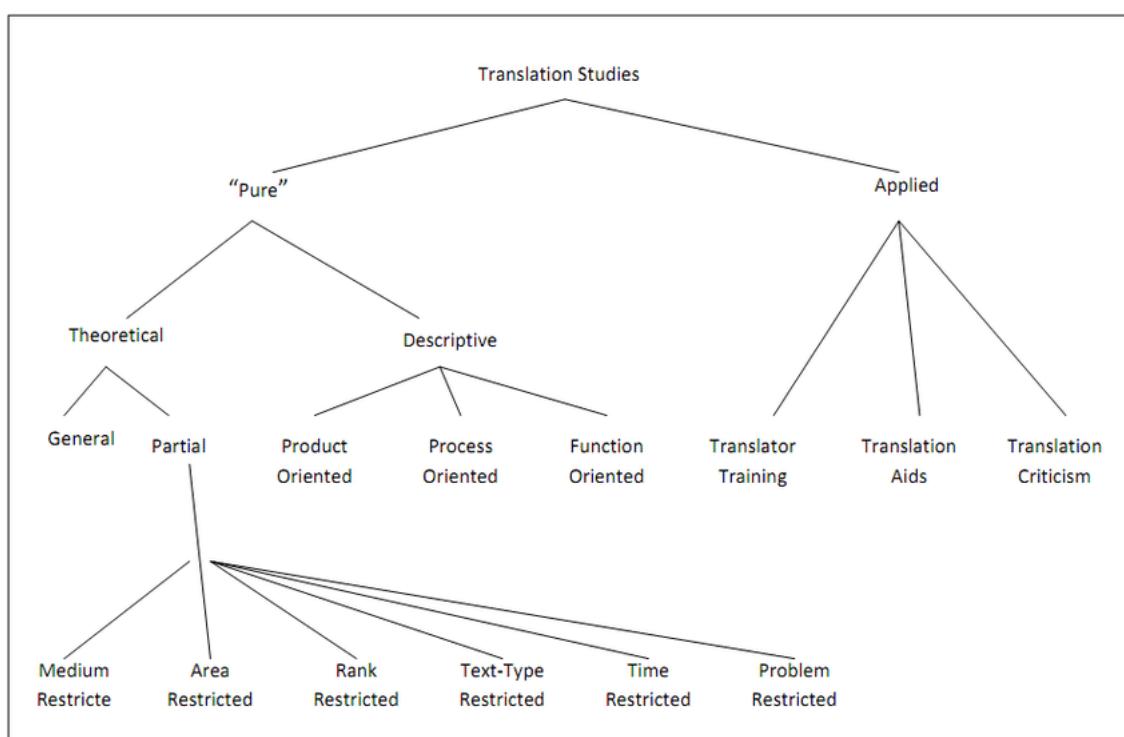 Translation Studies
“Pure”
Applied
Theoretical
Descriptive
General
Partial
Product
Oriented
Process
Oriented
Function
Oriented
Translator
Training
Translation
Aids
Translation
Criticism
Medium
Restricte
Area
Restricted
Rank
Restricted
Text-Type
Restricted
Time
Restricted
Problem
Restricted